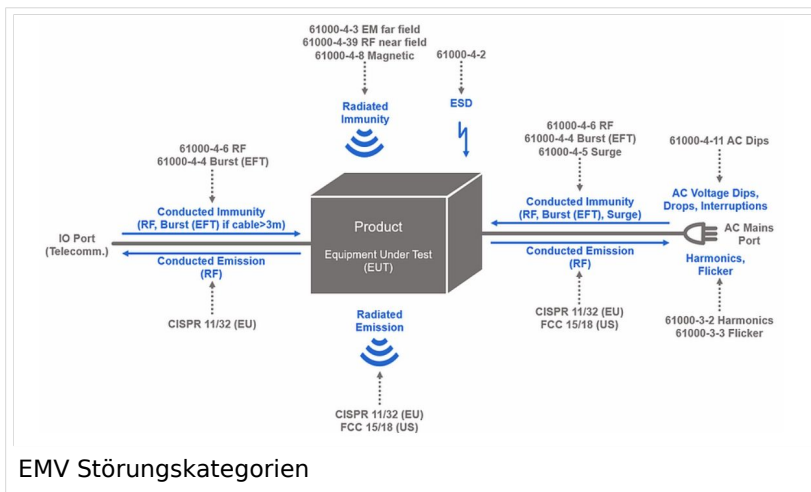 61000-4-3 EM far field
61000-4-39 RF near field
61000-4-8 Magnetic
61000-4-2
Radiated
Immunity
ESD
61000-4-6 RF
61000-4-4 Burst (EFT)
61000-4-6 RF
61000-4-4 Burst (EFT)
61000-4-5 Surge
61000-4-11 AC Dips
Conducted Immunity
(RF, Burst (EFT) if cable>3m)
Product
Equipment Under Test
(EUT)
Conducted Immunity
(RF, Burst (EFT), Surge)
AC Voltage Dips,
Drops, Interruptions
IO Port
(Telecomm.)
AC Mains
Port
Conducted Emission
(RF)
Conducted Emission
(RF)
Harmonics,
Flicker
CISPR 11/32 (EU)
Radiated
Emission
CISPR 11/32 (EU)
FCC 15/18 (US)
61000-3-2 Harmonics
61000-3-3 Flicker
CISPR 11/32 (EU)
FCC 15/18 (US)
EMV Störungskategorien